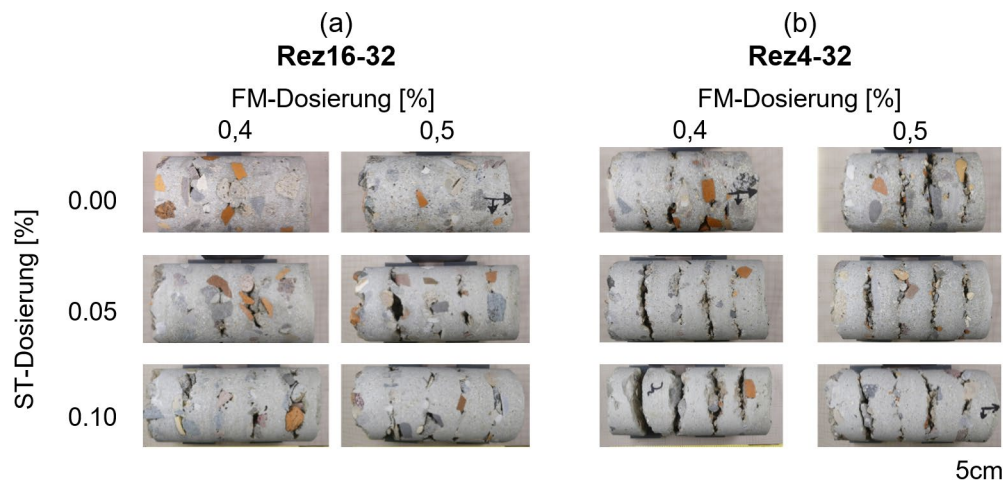 (a)
Rez16-32
FM-Dosierung [%]
0,4 0,5
(b)
Rez4-32
FM-Dosierung [%]
0,4 0,5
ST-Dosierung [%]
0.00
0.05
0.10
5cm